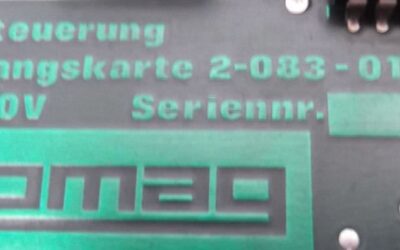 teuerung
ngskarte 2-083-01
0V Seriennr.
omag